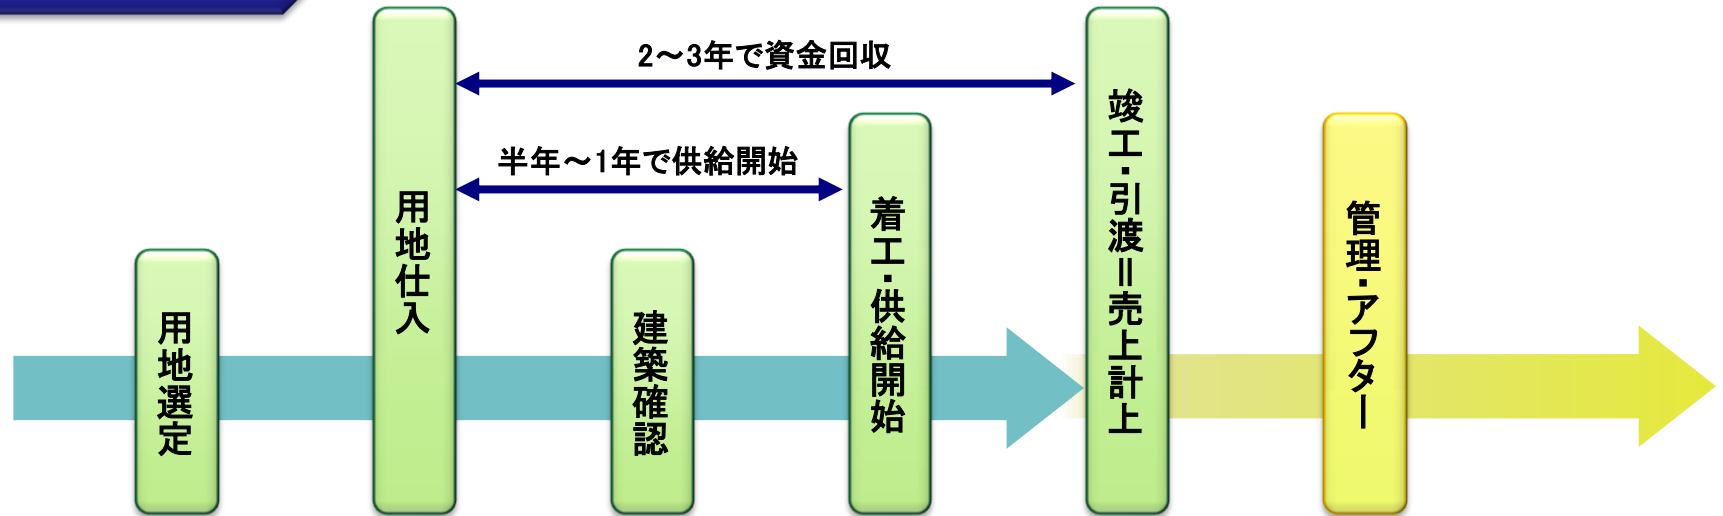 2～3年で資金回収
半年～1年で供給開始
用地選定
用地仕入
建築確認
着工・供給開始
竣工・引渡＝売上計上
管理・アフター